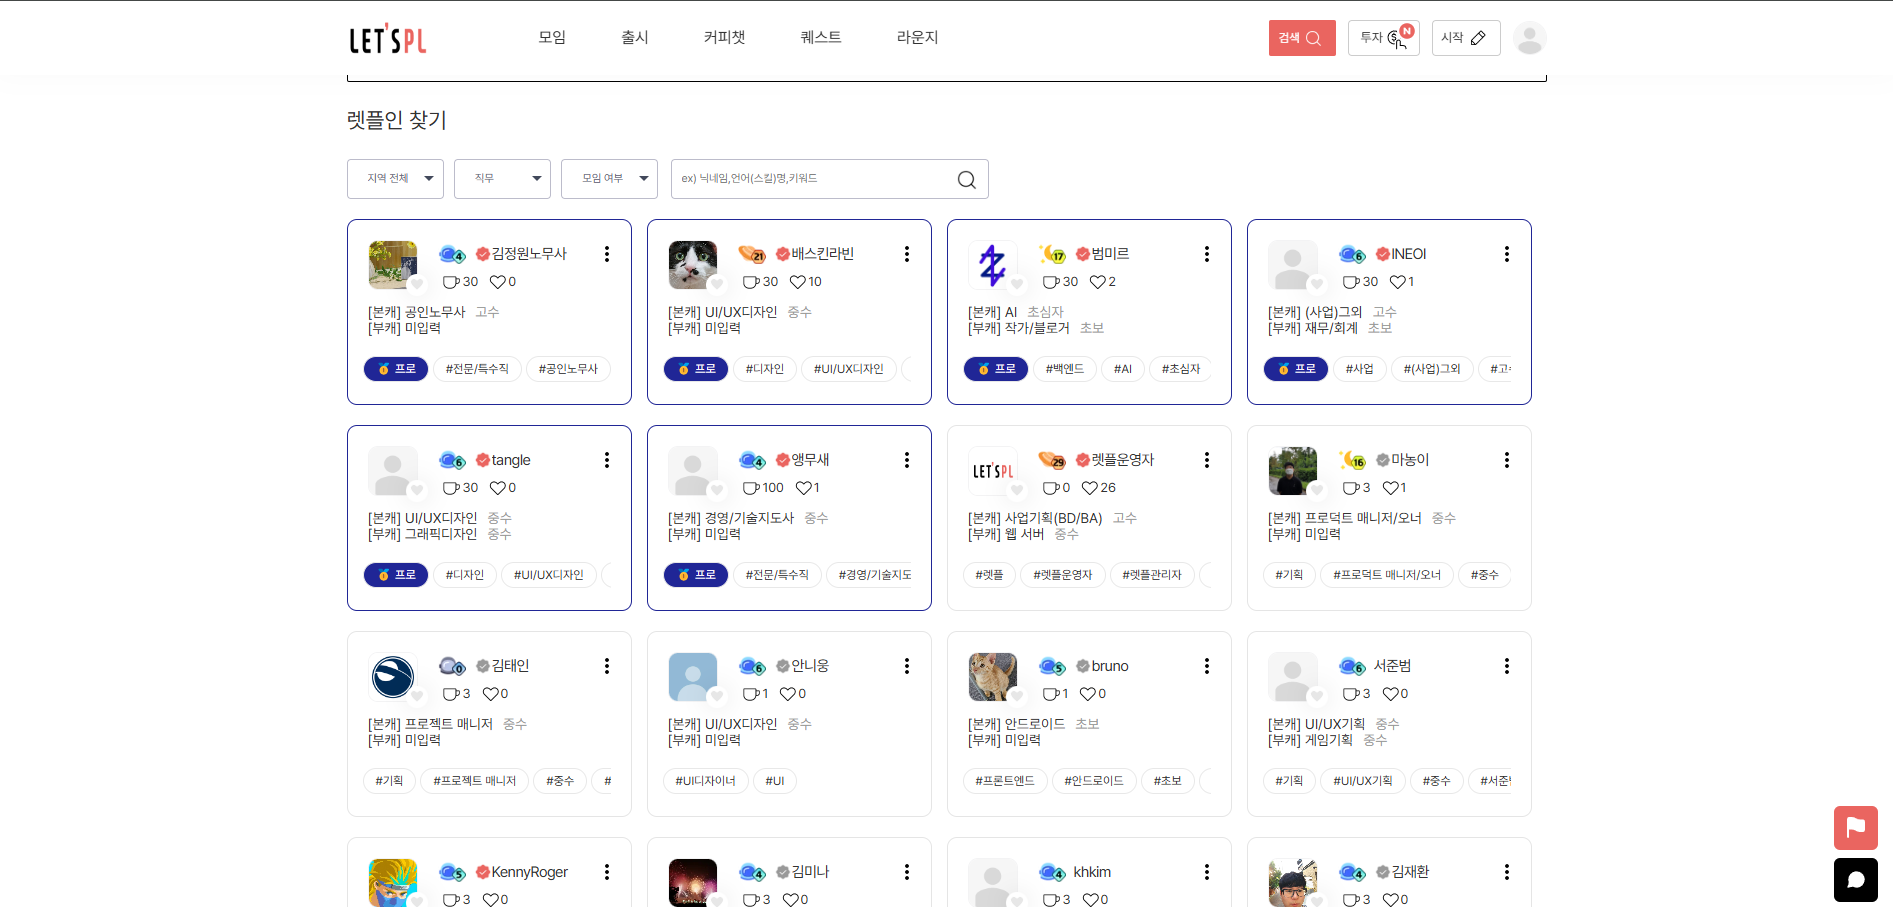 LET'SPL
모임 출시 커피챗 퀘스트 라운지
검색 투자 N 시작
렛플인 찾기
지역 전체 직무 모임 여부 ex) 닉네임,언어(스킬)명,키워드
4 김정원노무사
30 0
[본캐] 공인노무사 고수
[부캐] 미입력
프로 #전문/특수직 #공인노무사
21 배스킨라빈
30 10
[본캐] UI/UX디자인 중수
[부캐] 미입력
프로 #디자인 #UI/UX디자인
17 범미르
30 2
[본캐] AI 초심자
[부캐] 작가/블로거 초보
프로 #백엔드 #AI #초심자
6 INEOI
30 1
[본캐] (사업)그외 고수
[부캐] 재무/회계 초보
프로 #사업 #(사업)그외 #고
6 tangle
30 0
[본캐] UI/UX디자인 중수
[부캐] 그래픽디자인 중수
프로 #디자인 #UI/UX디자인
4 앵무새
100 1
[본캐] 경영/기술지도사 중수
[부캐] 미입력
프로 #전문/특수직 #경영/기술지도
LET'SPL
29 렛플운영자
0 26
[본캐] 사업기획(BD/BA) 고수
[부캐] 웹 서버 중수
#렛플 #렛플운영자 #렛플관리자
16 마농이
3 1
[본캐] 프로덕트 매니저/오너 중수
[부캐] 미입력
#기획 #프로덕트 매니저/오너 #중수
0 김태인
3 0
[본캐] 프로젝트 매니저 중수
[부캐] 미입력
#기획 #프로젝트 매니저 #중수 #
6 안니웅
1 0
[본캐] UI/UX디자인 중수
[부캐] 미입력
#UI디자이너 #UI
5 bruno
1 0
[본캐] 안드로이드 초보
[부캐] 미입력
#프론트엔드 #안드로이드 #초보
6 서준범
3 0
[본캐] UI/UX기획 중수
[부캐] 게임기획 중수
#기획 #UI/UX기획 #중수 #서준
5 KennyRoger
3 0
4 김미나
3 0
4 khkim
3 0
4 김재환
3 0